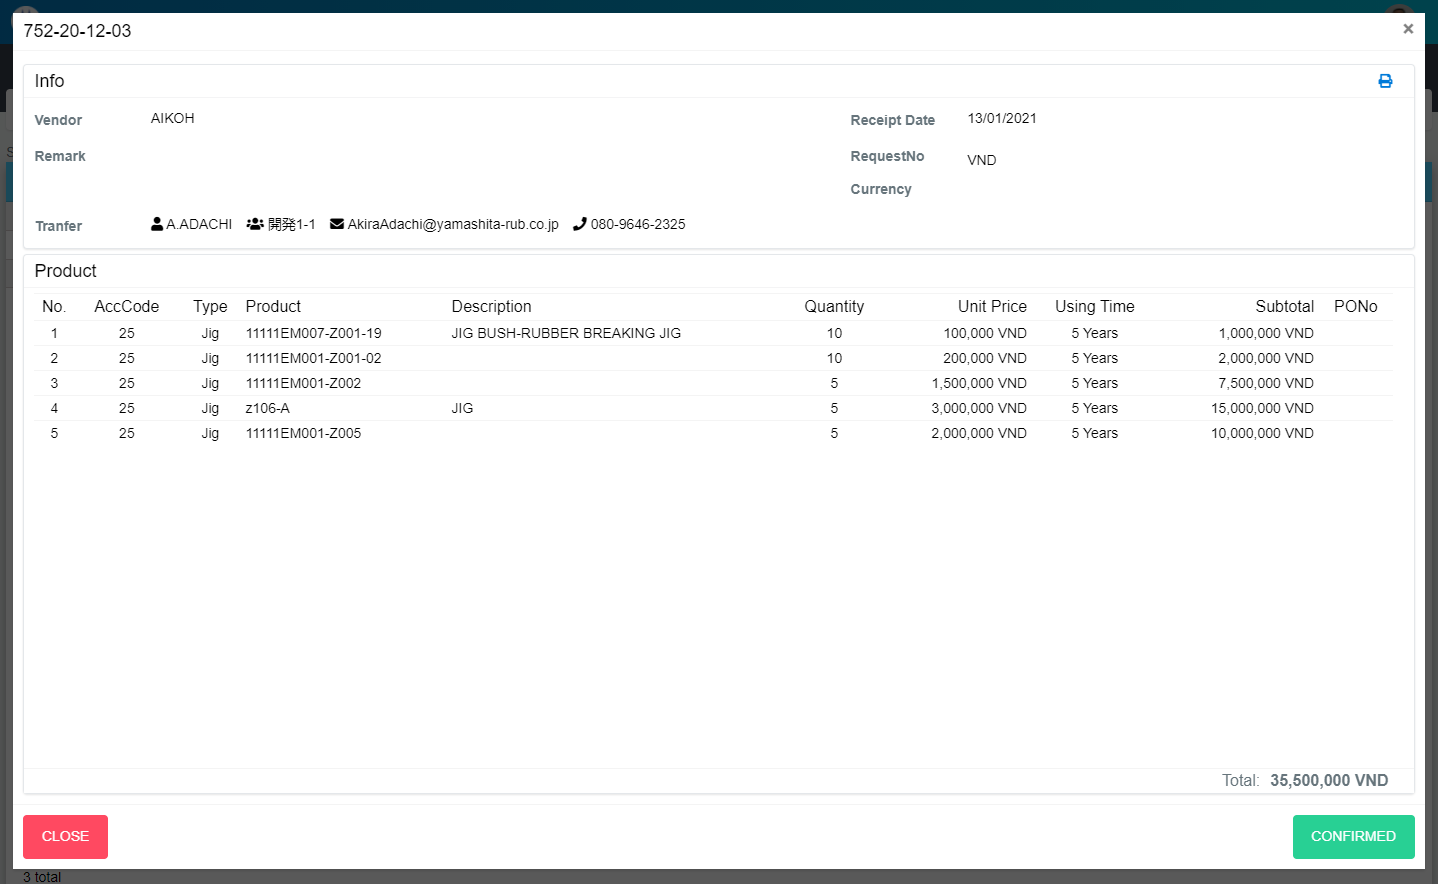 752-20-12-03 ×
Info
Vendor AIKOH Receipt Date 13/01/2021
Remark RequestNo VND
Currency
Tranfer A.ADACHI 開発1-1 AkiraAdachi@yamashita-rub.co.jp 080-9646-2325
Product
No. AccCode Type Product Description Quantity Unit Price Using Time Subtotal PONo
1 25 Jig 11111EM007-Z001-19 JIG BUSH-RUBBER BREAKING JIG 10 100,000 VND 5 Years 1,000,000 VND
2 25 Jig 11111EM001-Z001-02 10 200,000 VND 5 Years 2,000,000 VND
3 25 Jig 11111EM001-Z002 5 1,500,000 VND 5 Years 7,500,000 VND
4 25 Jig z106-A JIG 5 3,000,000 VND 5 Years 15,000,000 VND
5 25 Jig 11111EM001-Z005 5 2,000,000 VND 5 Years 10,000,000 VND
Total: 35,500,000 VND
CLOSE CONFIRMED
3 total